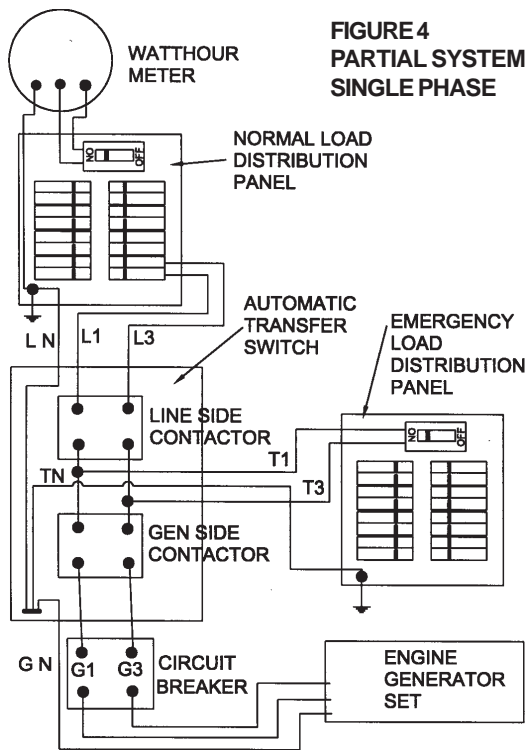 FIGURE 4
PARTIAL SYSTEM
SINGLE PHASE
WATTHOUR
METER
NO OFF
NORMAL LOAD
DISTRIBUTION
PANEL
L N
L1
L3
AUTOMATIC
TRANSFER
SWITCH
EMERGENCY
LOAD
DISTRIBUTION
PANEL
NO OFF
LINE SIDE
CONTACTOR
T1
TN
T3
GEN SIDE
CONTACTOR
G N
G1
G3
CIRCUIT
BREAKER
ENGINE
GENERATOR
SET